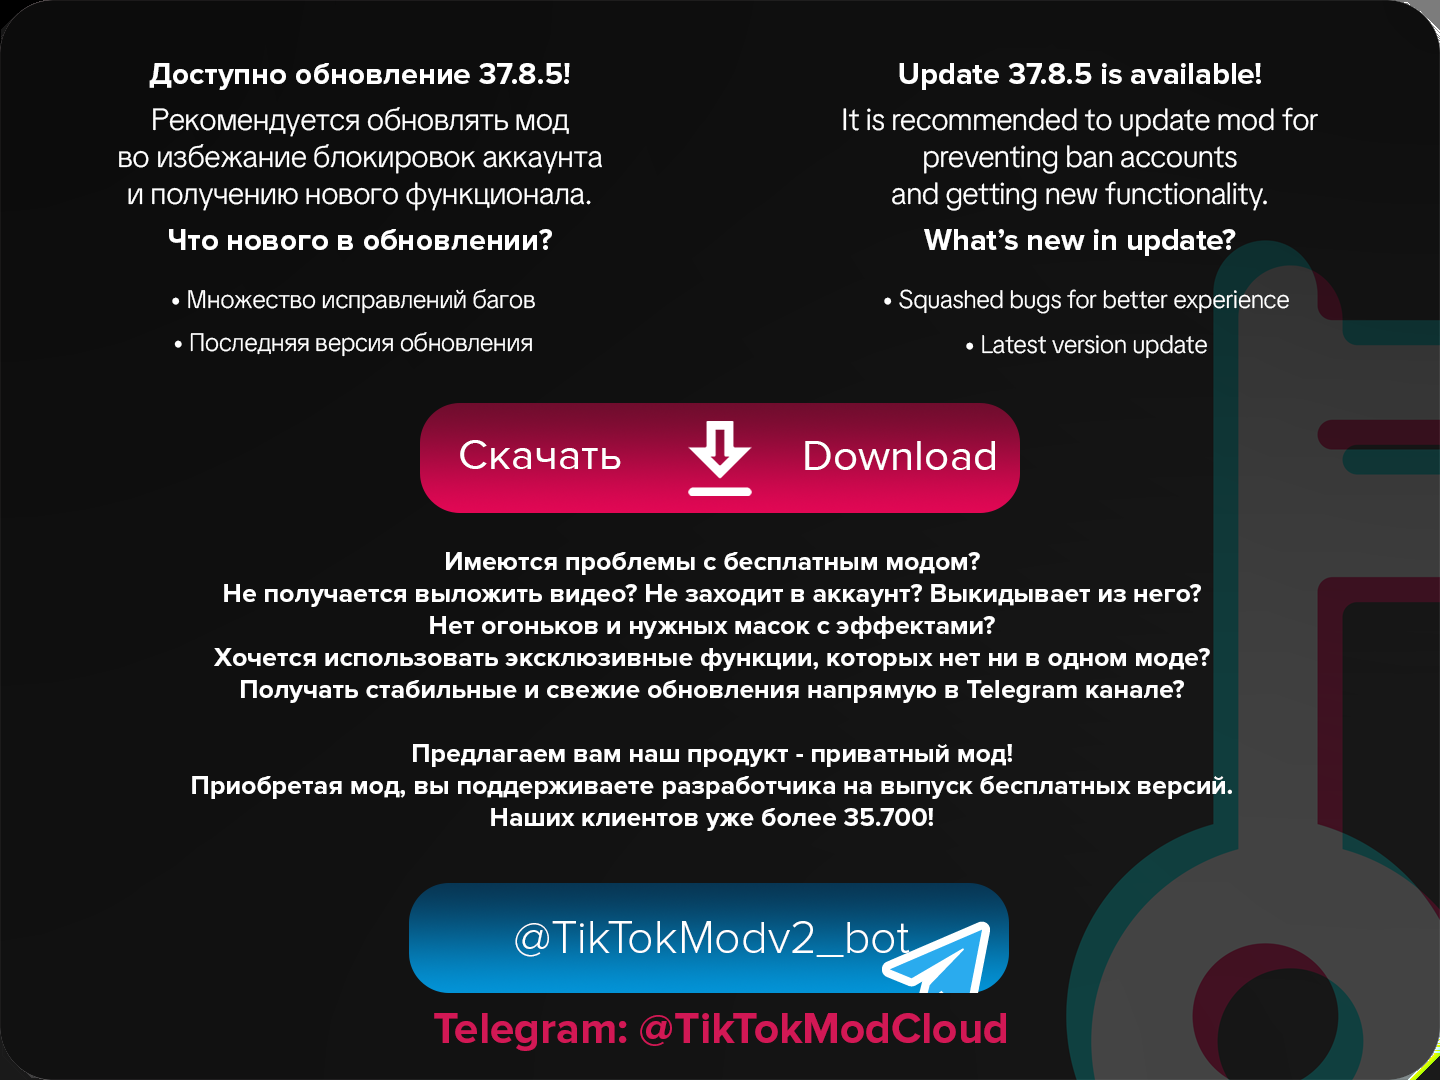 Доступно обновление 37.8.5!
Рекомендуется обновлять мод
во избежание блокировок аккаунта
и получению нового функционала.
Что нового в обновлении?
• Множество исправлений багов
• Последняя версия обновления
Update 37.8.5 is available!
It is recommended to update mod for
preventing ban accounts
and getting new functionality.
What’s new in update?
• Squashed bugs for better experience
• Latest version update
Скачать Download
Имеются проблемы с бесплатным модом?
Не получается выложить видео? Не заходит в аккаунт? Выкидывает из него?
Нет огоньков и нужных масок с эффектами?
Хочется использовать эксклюзивные функции, которых нет ни в одном моде?
Получать стабильные и свежие обновления напрямую в Telegram канале?
Предлагаем вам наш продукт - приватный мод!
Приобретая мод, вы поддерживаете разработчика на выпуск бесплатных версий.
Наших клиентов уже более 35.700!
@TikTokModv2_bot
Telegram: @TikTokModCloud